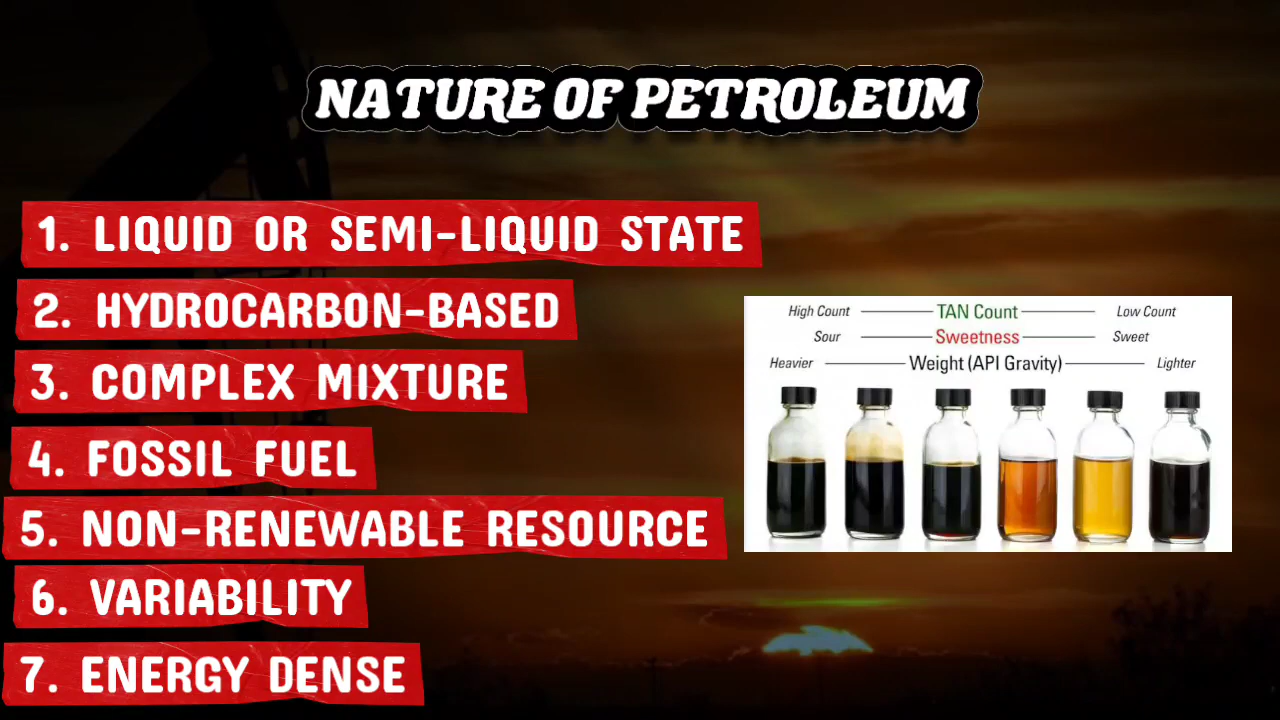 NATURE OF PETROLEUM
1. LIQUID OR SEMI-LIQUID STATE
2. HYDROCARBON-BASED
3. COMPLEX MIXTURE
4. FOSSIL FUEL
5. NON-RENEWABLE RESOURCE
6. VARIABILITY
7. ENERGY DENSE
High Count TAN Count Low Count
Sour Sweetness Sweet
Heavier Weight (API Gravity) Lighter